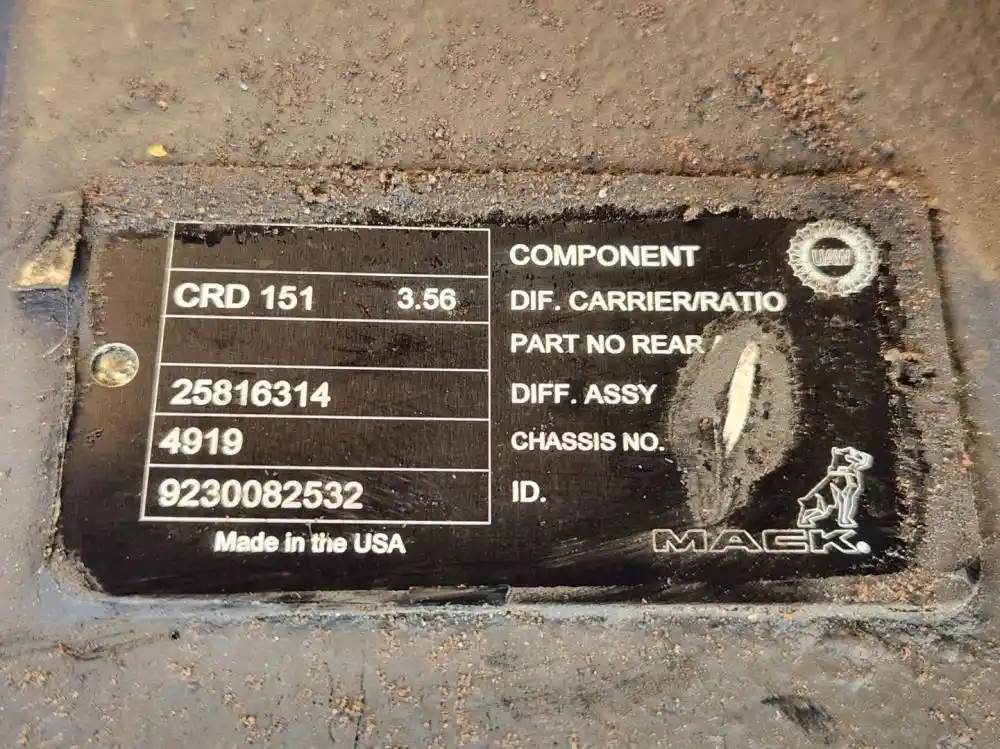 COMPONENT
UAW
CRD 151 3.56 DIF. CARRIER/RATIO
PART NO REAR
25816314 DIFF. ASSY
4919 CHASSIS NO.
9230082532 ID.
Made in the USA
MACK